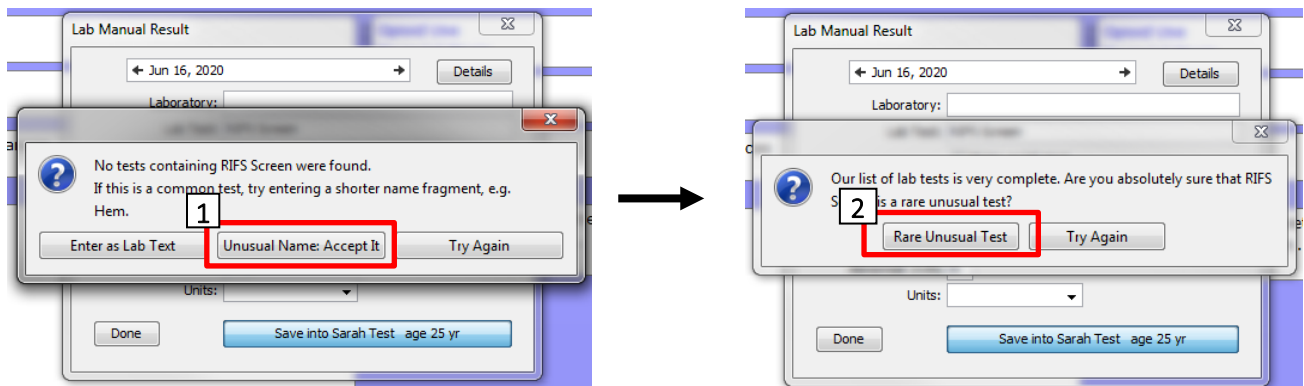 Lab Manual Result
Jun 16, 2020
Details
Laboratory:
No tests containing RIFS Screen were found.
If this is a common test, try entering a shorter name fragment, e.g.
Hem.
1
Enter as Lab Text
Unusual Name: Accept It
Try Again
Units:
Done
Save into Sarah Test age 25 yr
Lab Manual Result
Jun 16, 2020
Details
Laboratory:
Our list of lab tests is very complete. Are you absolutely sure that RIFS
is a rare unusual test?
2
Rare Unusual Test
Try Again
Units:
Done
Save into Sarah Test age 25 yr